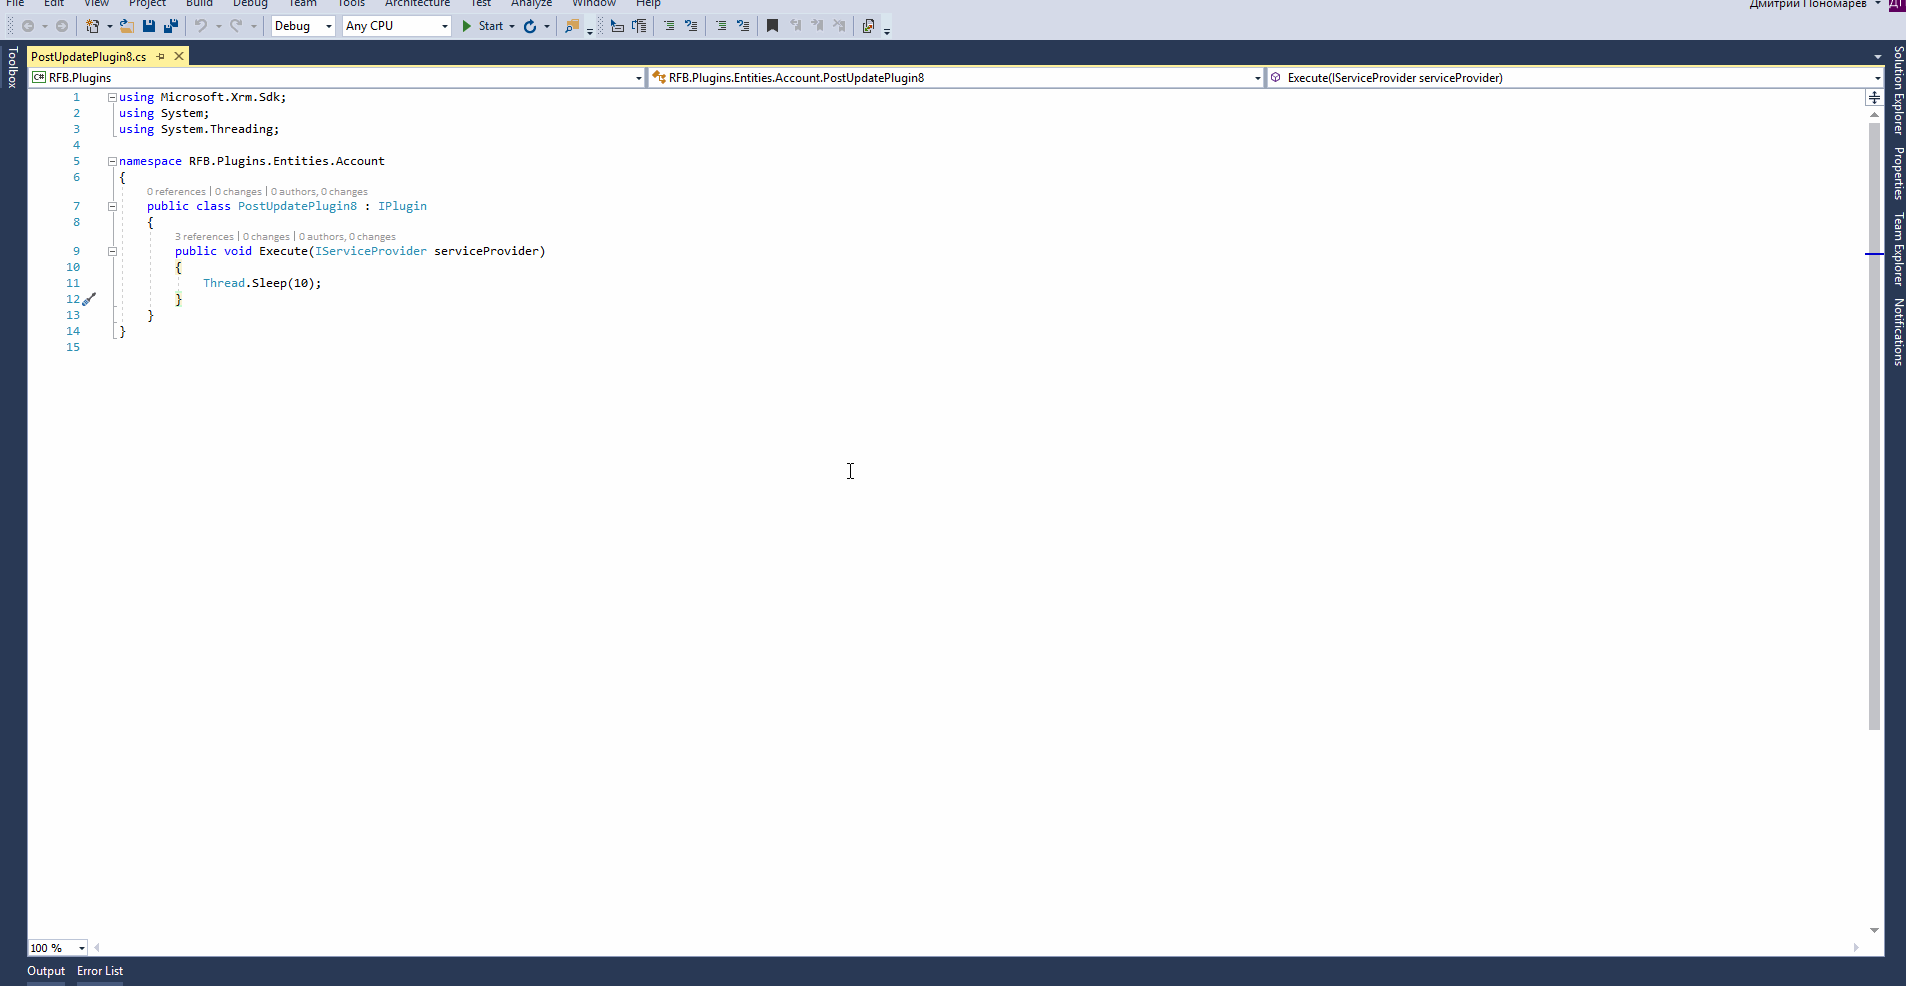 File Edit View Project Build Debug Team Tools Architecture Test Analyze Window Help Дмитрий Пономарев ДП
Debug Any CPU Start
Toolbox
PostUpdatePlugin8.cs
RFB.Plugins RFB.Plugins.Entities.Account.PostUpdatePlugin8 Execute(IServiceProvider serviceProvider)
1 using Microsoft.Xrm.Sdk;
2 using System;
3 using System.Threading;
4
5 namespace RFB.Plugins.Entities.Account
6 {
0 references | 0 changes | 0 authors, 0 changes
7 public class PostUpdatePlugin8 : IPlugin
8 {
3 references | 0 changes | 0 authors, 0 changes
9 public void Execute(IServiceProvider serviceProvider)
10 {
11 Thread.Sleep(10);
12 }
13 }
14 }
15
Solution Explorer
Properties
Team Explorer
Notifications
100 %
Output Error List